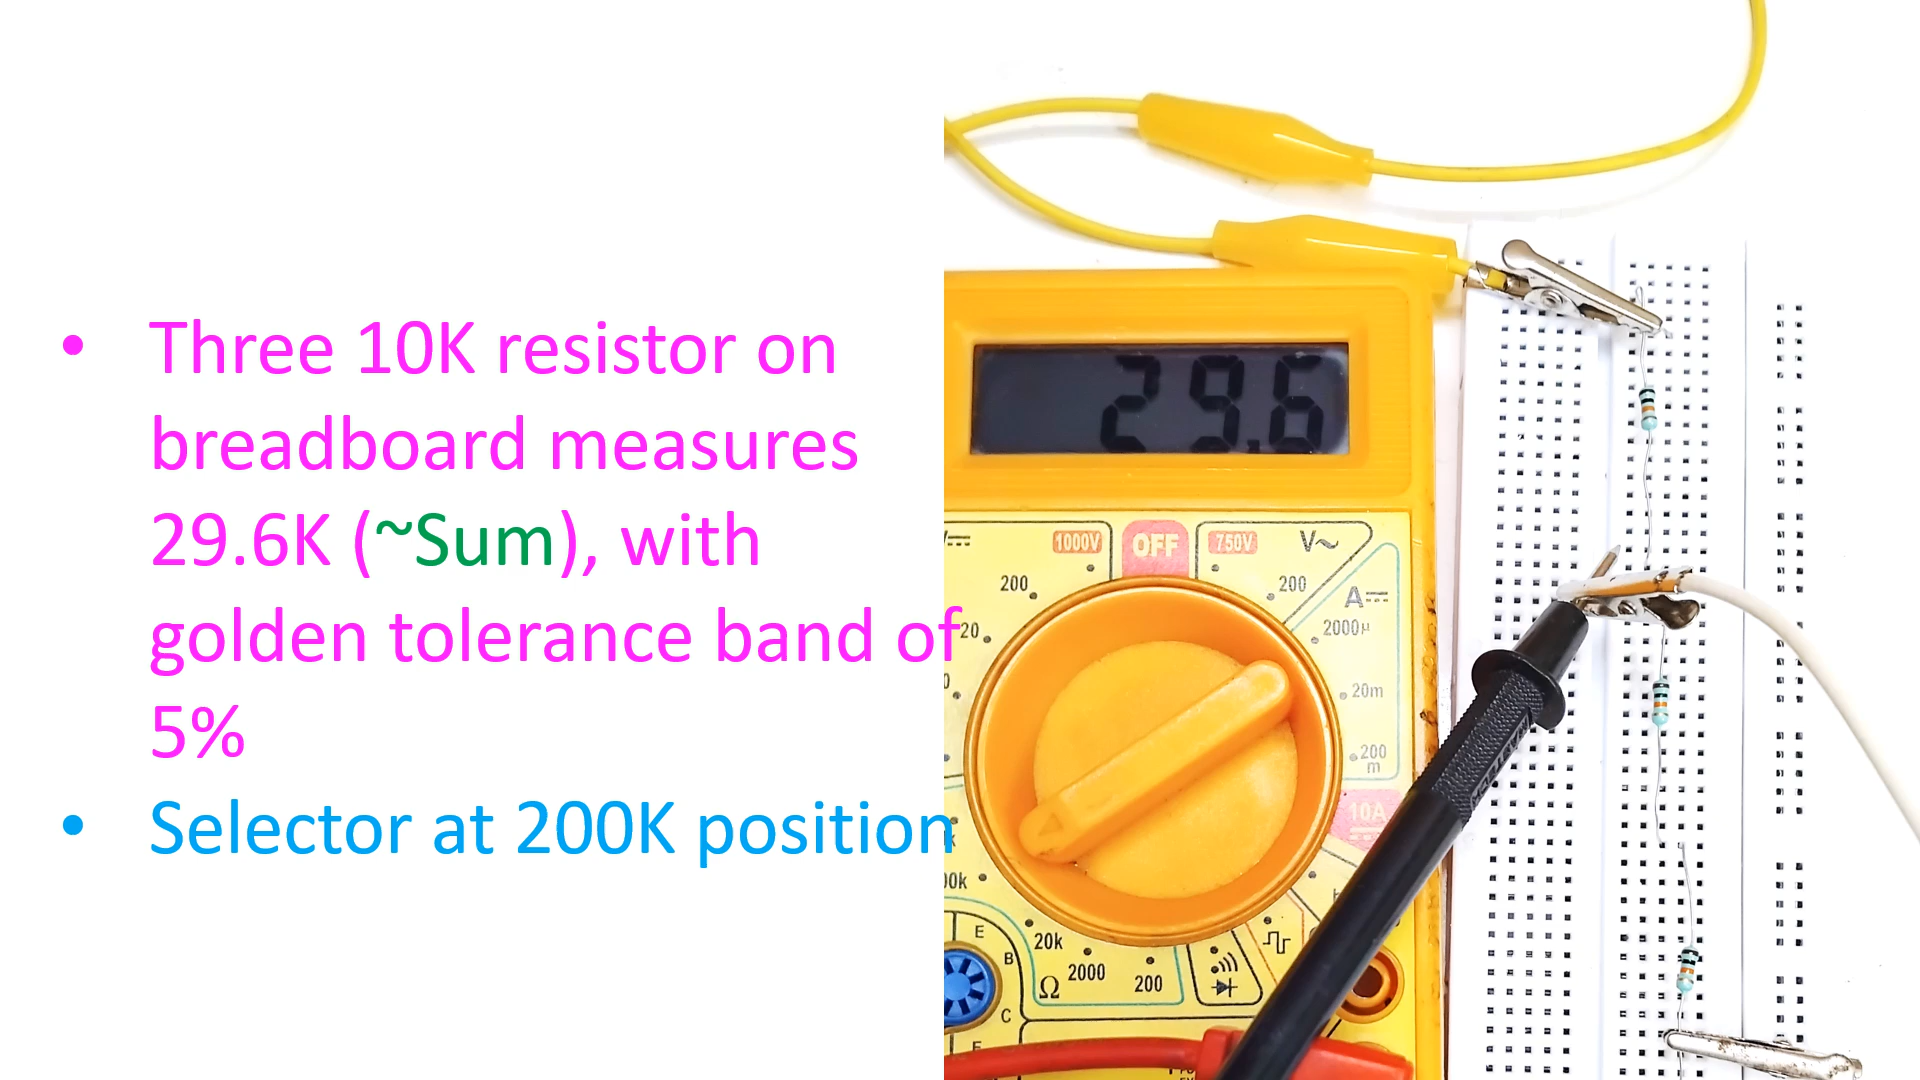 • Three 10K resistor on
breadboard measures
29.6K (~Sum), with
golden tolerance band of
5%
• Selector at 200K position
29.6
1000V
OFF
750V
V~
200
200
A
20
2000µ
20m
200
m
10A
20k
2000
200
Ω
E
B
C
E